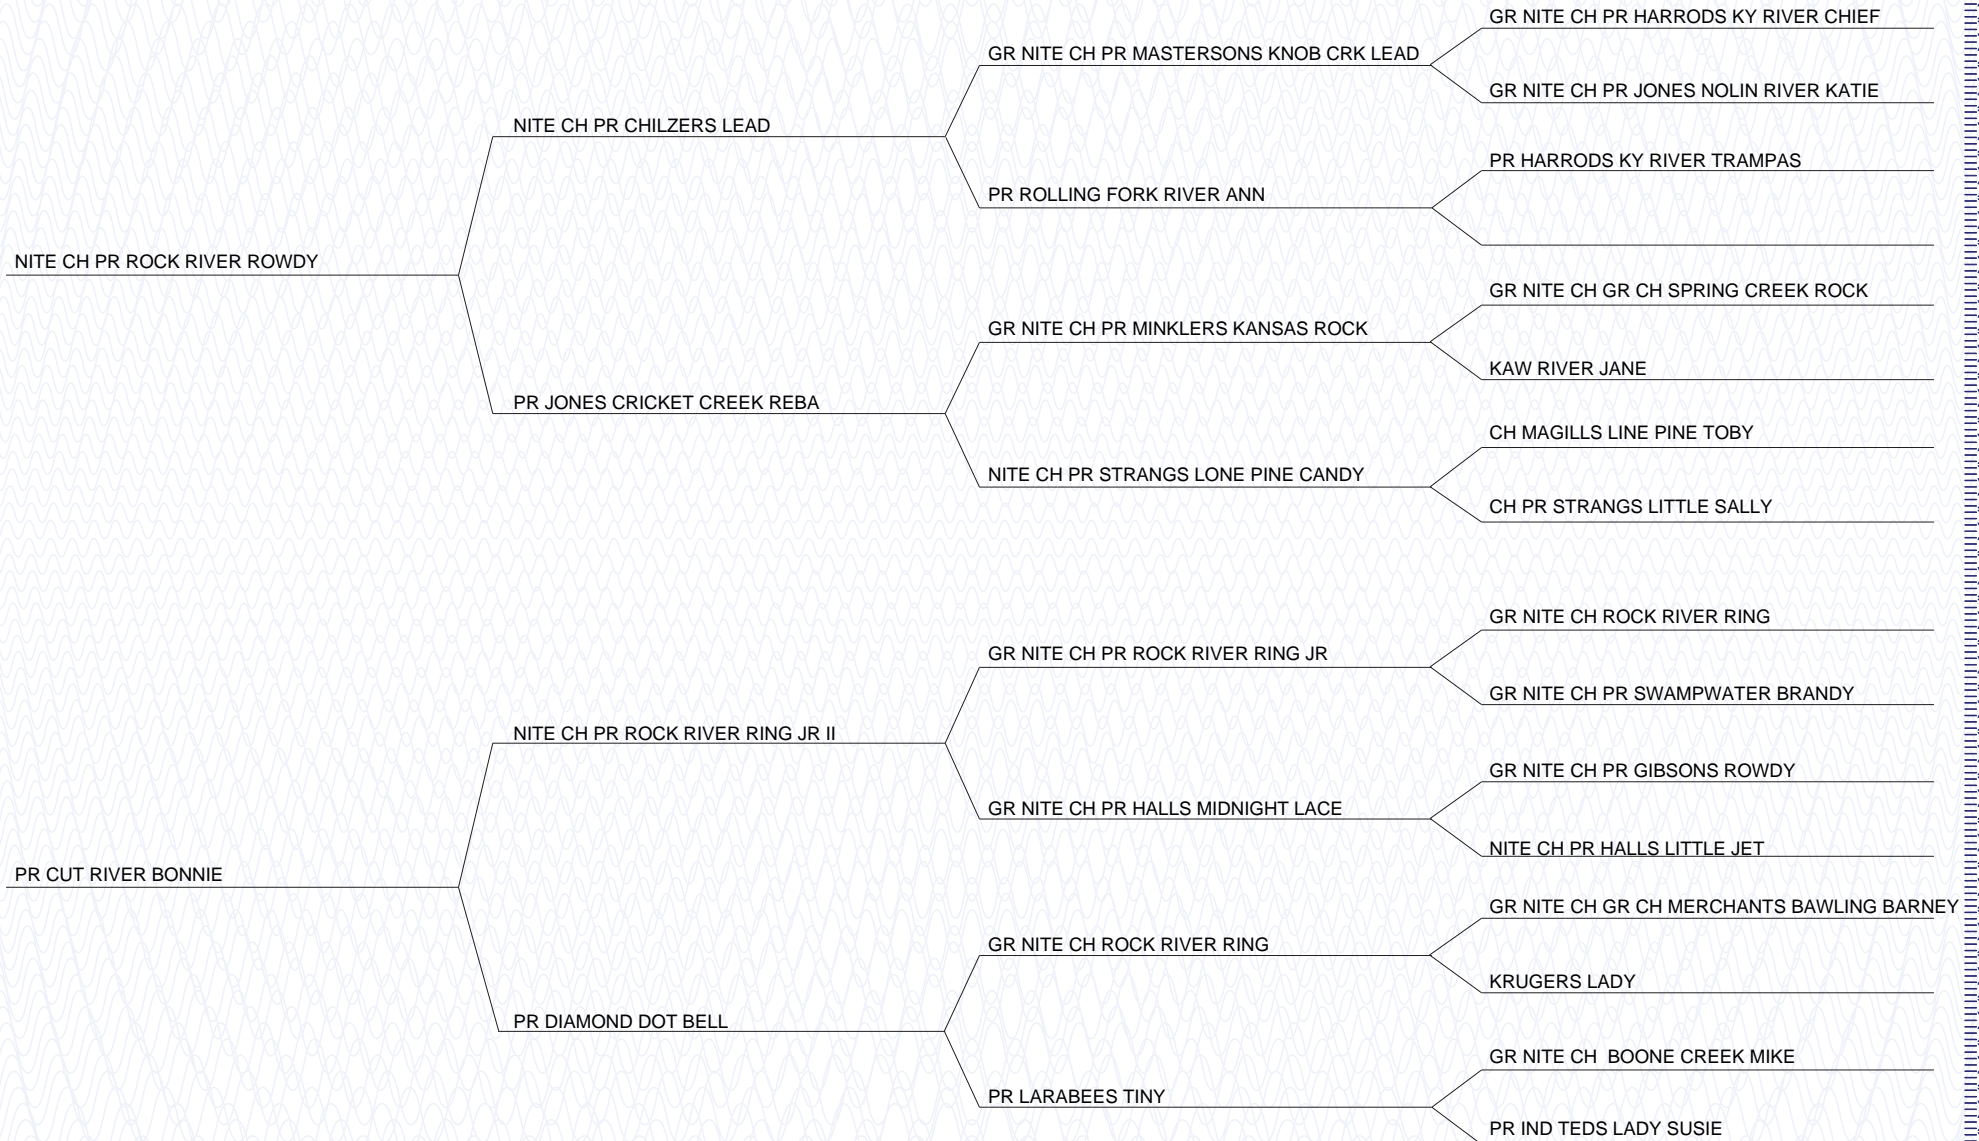 GR NITE CH PR HARRODS KY RIVER CHIEF
GR NITE CH PR MASTERSONS KNOB CRK LEAD
GR NITE CH PR JONES NOLIN RIVER KATIE
NITE CH PR CHILZERS LEAD
PR HARRODS KY RIVER TRAMPAS
PR ROLLING FORK RIVER ANN
NITE CH PR ROCK RIVER ROWDY
GR NITE CH GR CH SPRING CREEK ROCK
GR NITE CH PR MINKLERS KANSAS ROCK
KAW RIVER JANE
PR JONES CRICKET CREEK REBA
CH MAGILLS LINE PINE TOBY
NITE CH PR STRANGS LONE PINE CANDY
CH PR STRANGS LITTLE SALLY
GR NITE CH ROCK RIVER RING
GR NITE CH PR ROCK RIVER RING JR
GR NITE CH PR SWAMPWATER BRANDY
NITE CH PR ROCK RIVER RING JR II
GR NITE CH PR GIBSONS ROWDY
GR NITE CH PR HALLS MIDNIGHT LACE
NITE CH PR HALLS LITTLE JET
PR CUT RIVER BONNIE
GR NITE CH GR CH MERCHANTS BAWLING BARNEY
GR NITE CH ROCK RIVER RING
KRUGERS LADY
PR DIAMOND DOT BELL
GR NITE CH  BOONE CREEK MIKE
PR LARABEES TINY
PR IND TEDS LADY SUSIE